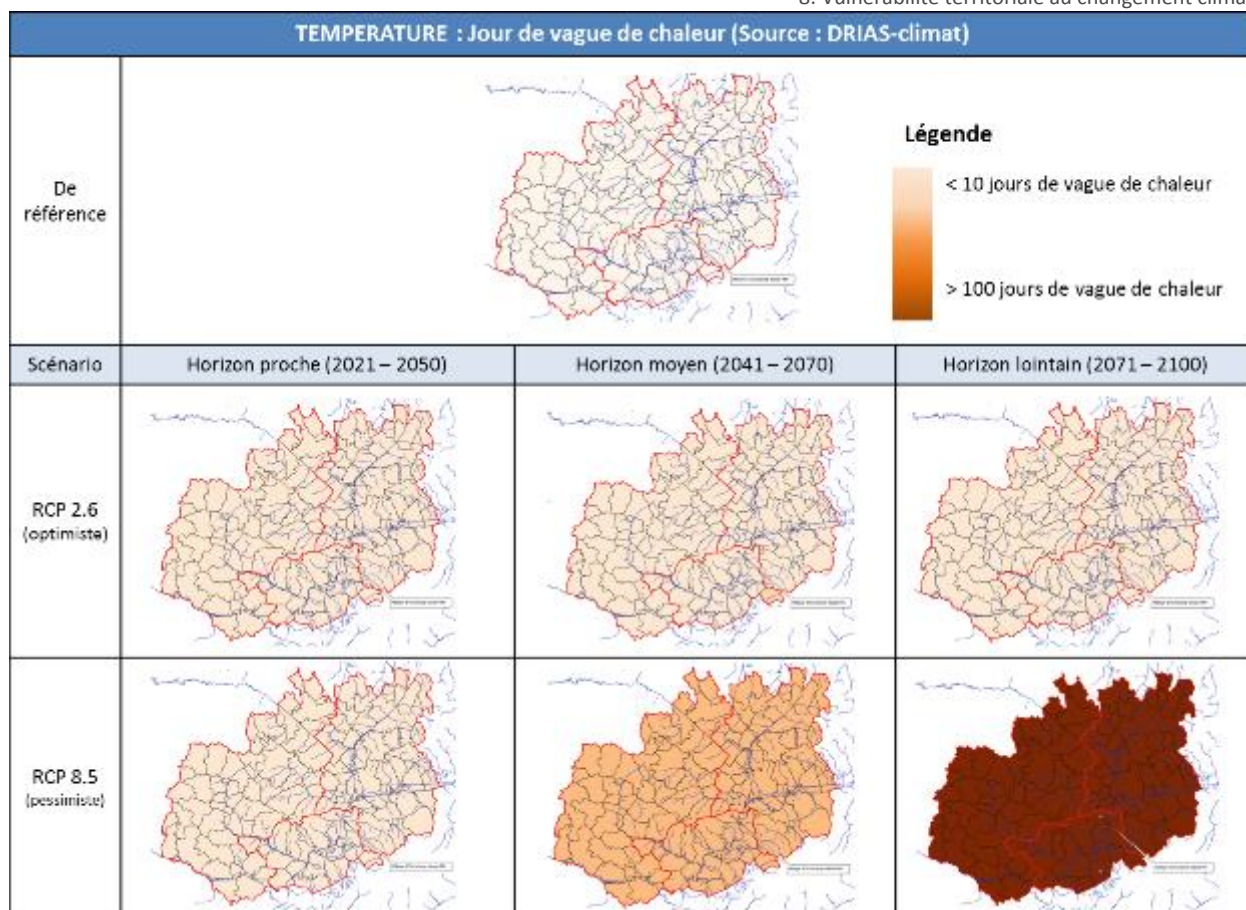 8. Vulnérabilité territoriale au changement clima
TEMPERATURE : Jour de vague de chaleur (Source : DRIAS-climat)
De
référence
Légende
< 10 jours de vague de chaleur
> 100 jours de vague de chaleur
Scénario
Horizon proche (2021 – 2050)
Horizon moyen (2041 – 2070)
Horizon lointain (2071 – 2100)
RCP 2.6
(optimiste)
RCP 8.5
(pessimiste)